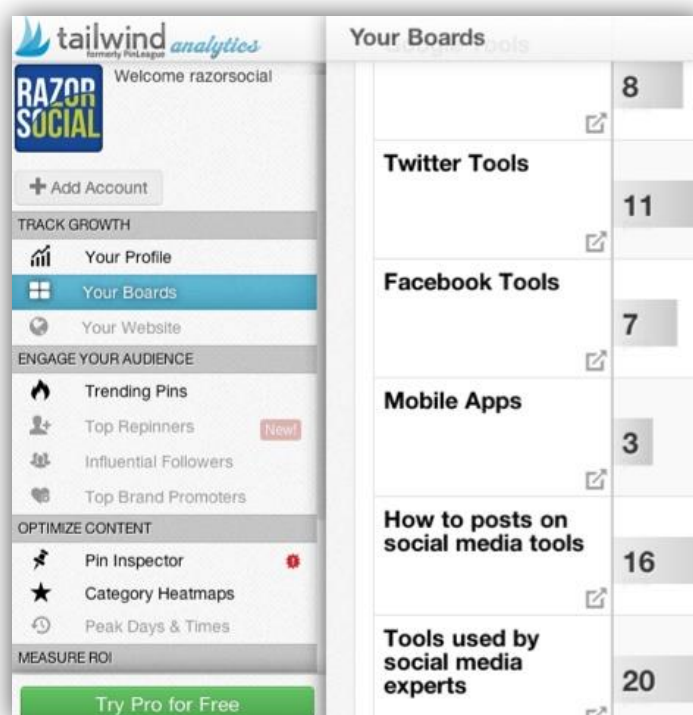 tailwind analytics
formerly PinLeague
RAZOR
SOCIAL
Welcome razorsocial
Add Account
TRACK GROWTH
Your Profile
Your Boards
Your Website
ENGAGE YOUR AUDIENCE
Trending Pins
Top Repinners New!
Influential Followers
Top Brand Promoters
OPTIMIZE CONTENT
Pin Inspector
Category Heatmaps
Peak Days & Times
MEASURE ROI
Try Pro for Free
Your Boards
Google Tools
8
Twitter Tools
11
Facebook Tools
7
Mobile Apps
3
How to posts on
social media tools
16
Tools used by
social media
experts
20